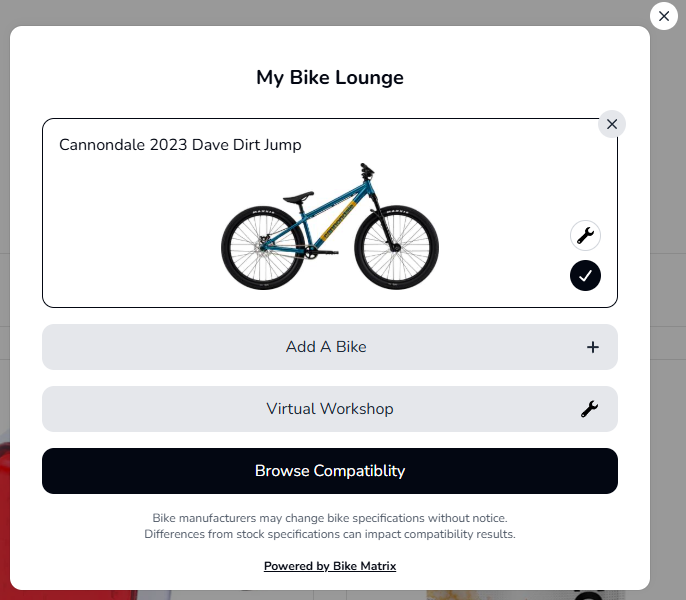 My Bike Lounge
Cannondale 2023 Dave Dirt Jump
Add A Bike
Virtual Workshop
Browse Compatiblity
Bike manufacturers may change bike specifications without notice.
Differences from stock specifications can impact compatibility results.
Powered by Bike Matrix